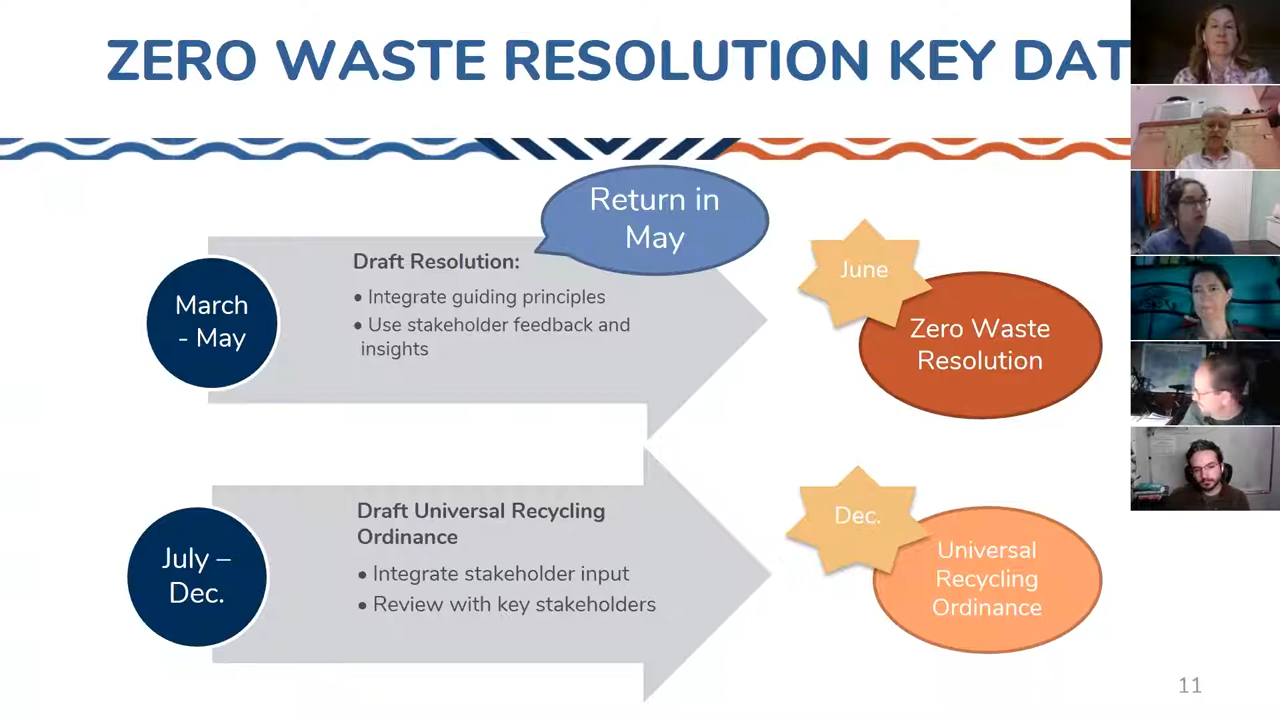 ZERO WASTE RESOLUTION KEY DAT
Return in
May
March
- May
Draft Resolution:
• Integrate guiding principles
• Use stakeholder feedback and
insights
June
Zero Waste
Resolution
July –
Dec.
Draft Universal Recycling
Ordinance
• Integrate stakeholder input
• Review with key stakeholders
Dec.
Universal
Recycling
Ordinance
11